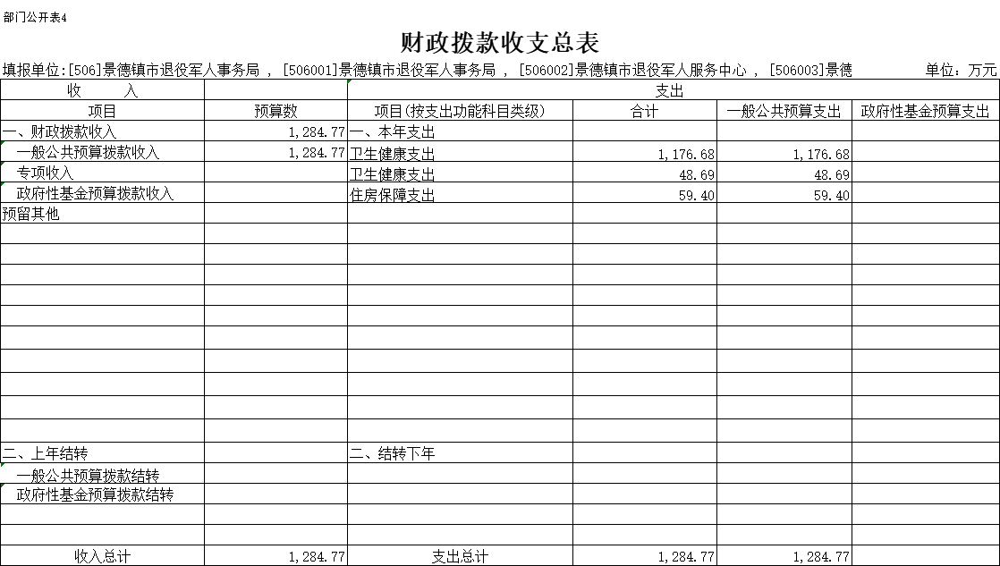 部门公开表4
财政拨款收支总表
填报单位:[506]景德镇市退役军人事务局 , [506001]景德镇市退役军人事务局 , [506002]景德镇市退役军人服务中心 , [506003]景德 单位：万元
收 入 支出
项目 预算数 项目(按支出功能科目类级) 合计 一般公共预算支出 政府性基金预算支出
一、财政拨款收入 1,284.77 一、本年支出
一般公共预算拨款收入 1,284.77 卫生健康支出 1,176.68 1,176.68
专项收入 卫生健康支出 48.69 48.69
政府性基金预算拨款收入 住房保障支出 59.40 59.40
预留其他
二、上年结转 二、结转下年
一般公共预算拨款结转
政府性基金预算拨款结转
收入总计 1,284.77 支出总计 1,284.77 1,284.77